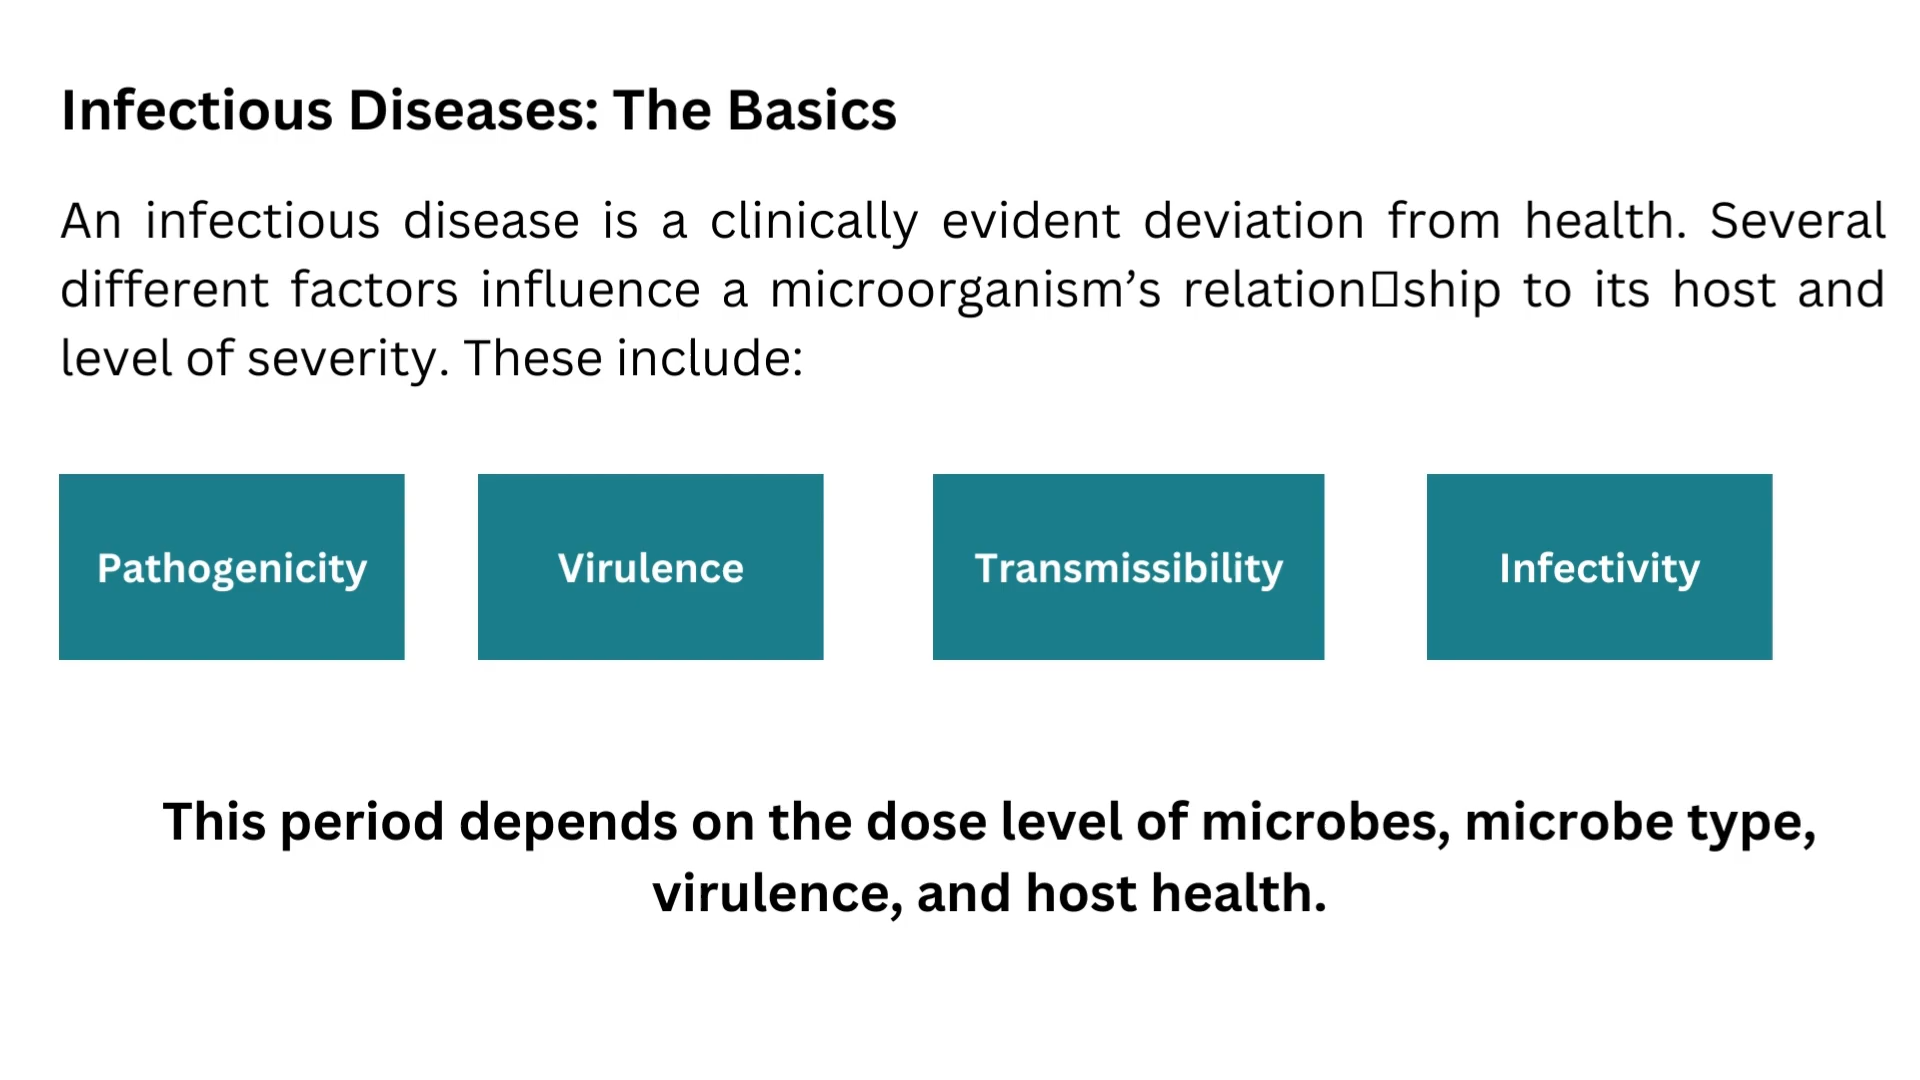 Infectious Diseases: The Basics
An infectious disease is a clinically evident deviation from health. Several
different factors influence a microorganism’s relation􏰀ship to its host and
level of severity. These include:
Pathogenicity
Virulence
Transmissibility
Infectivity
This period depends on the dose level of microbes, microbe type,
virulence, and host health.